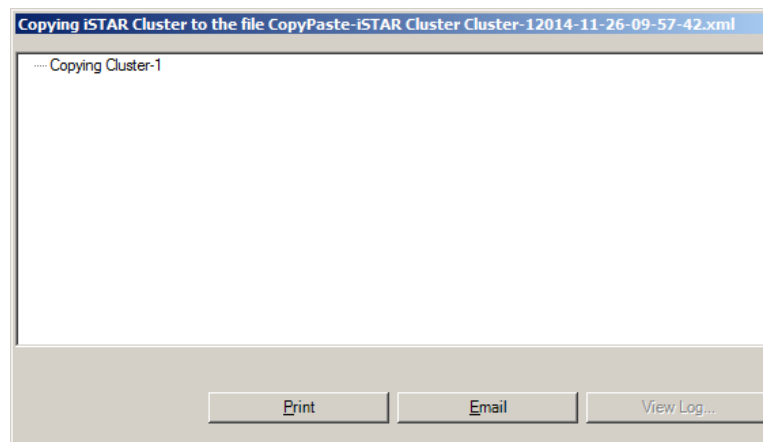 Copying iSTAR Cluster to the file CopyPaste-iSTAR Cluster Cluster-12014-11-26-09-57-42.xml
Copying Cluster-1
Print
Email
View Log...